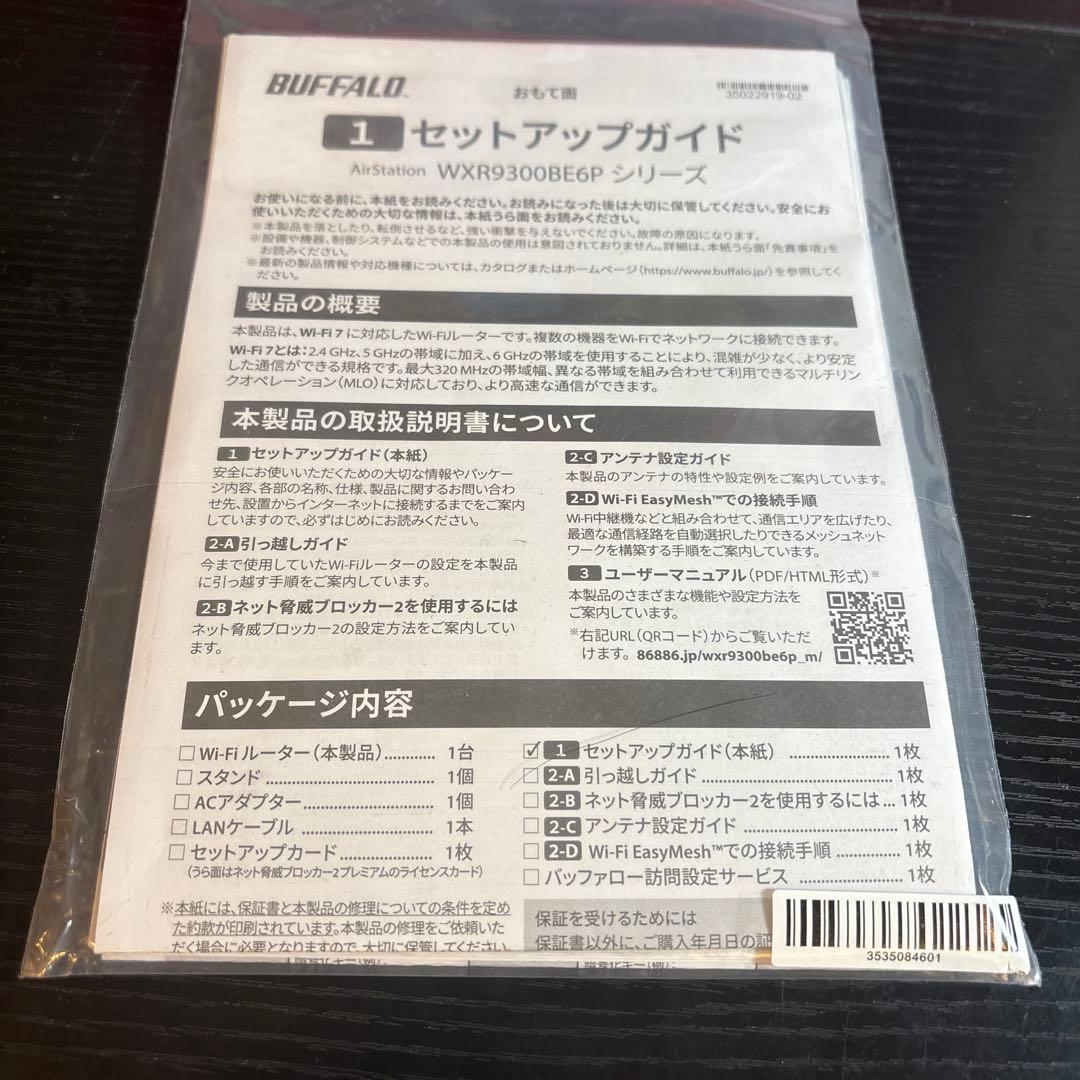 BUFFALO
おもて面
35022919-02
1 セットアップガイド
AirStation WXR9300BE6P シリーズ
お使いになる前に、本紙をお読みください。お読みになった後は大切に保管してください。安全にお
使いいただくための大切な情報は、本紙うら面をお読みください。
※本製品を落としたり、転倒させるなど、強い衝撃を与えないでください。故障の原因になります。
※設備や機器、制御システムなどでの本製品の使用は意図されておりません。詳細は、本紙うら面「免責事項」を
お読みください。
※最新の製品情報や対応機種については、カタログまたはホームページ(https://www.buffalo.jp/)を参照してく
ださい。
製品の概要
本製品は、Wi-Fi 7 に対応したWi-Fiルーターです。複数の機器をWi-Fiでネットワークに接続できます。
Wi-Fi 7とは:2.4 GHz、5 GHzの帯域に加え、6 GHzの帯域を使用することにより、混雑が少なく、より安定
した通信ができる規格です。最大320 MHzの帯域幅、異なる帯域を組み合わせて利用できるマルチリン
クオペレーション(MLO)に対応しており、より高速な通信ができます。
本製品の取扱説明書について
1 セットアップガイド(本紙)
安全にお使いいただくための大切な情報やパッケー
ジ内容、各部の名称、仕様、製品に関するお問い合わ
せ先、設置からインターネットに接続するまでをご案内
していますので、必ずはじめにお読みください。
2-A 引っ越しガイド
今まで使用していたWi-Fiルーターの設定を本製品
に引っ越す手順をご案内しています。
2-B ネット脅威ブロッカー2を使用するには
ネット脅威ブロッカー2の設定方法をご案内してい
ます。
2-C アンテナ設定ガイド
本製品のアンテナの特性や設定例をご案内しています。
2-D Wi-Fi EasyMesh™での接続手順
Wi-Fi中継機などと組み合わせて、通信エリアを広げたり、
最適な通信経路を自動選択したりできるメッシュネット
ワークを構築する手順をご案内しています。
3 ユーザーマニュアル(PDF/HTML形式)※
本製品のさまざまな機能や設定方法を
ご案内しています。
※右記URL(QRコード)からご覧いただ
けます。 86886.jp/wxr9300be6p_m/
パッケージ内容
□ Wi-Fi ルーター(本製品)............ 1台
□ スタンド ........................................ 1個
□ ACアダプター............................... 1個
□ LANケーブル ............................... 1本
□ セットアップカード...................... 1枚
(うら面はネット脅威ブロッカー2プレミアムのライセンスカード)
☑ 1 セットアップガイド(本紙) ........................... 1枚
□ 2-A 引っ越しガイド ........................................ 1枚
□ 2-B ネット脅威ブロッカー2を使用するには ... 1枚
□ 2-C アンテナ設定ガイド ................................ 1枚
□ 2-D Wi-Fi EasyMesh™での接続手順 ............... 1枚
□ バッファロー訪問設定サービス ........................ 1枚
※本紙には、保証書と本製品の修理についての条件を定め
た約款が印刷されています。本製品の修理をご依頼いた
だく場合に必要となりますので、大切に保管してください。
保証を受けるためには
保証書以外に、ご購入年月日の証
暗号化キー(例):
暗号化キー(例):
3535084601